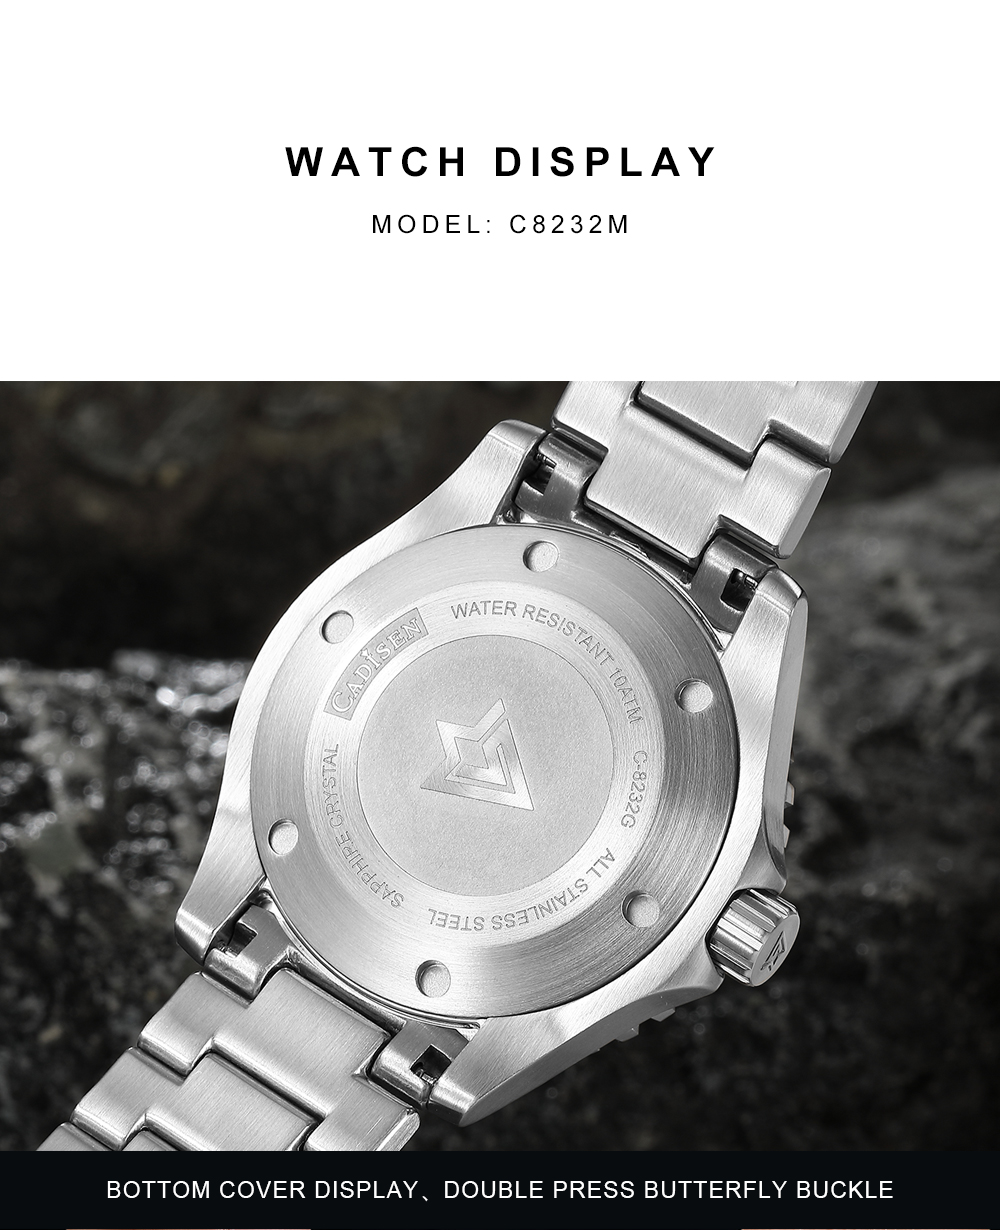 WATCH DISPLAY
MODEL: C8232M
CADISEN
WATER RESISTANT 10ATM
C-8232G
ALL STAINLESS STEEL
SAPPHIRE CRYSTAL
BOTTOM COVER DISPLAY、DOUBLE PRESS BUTTERFLY BUCKLE